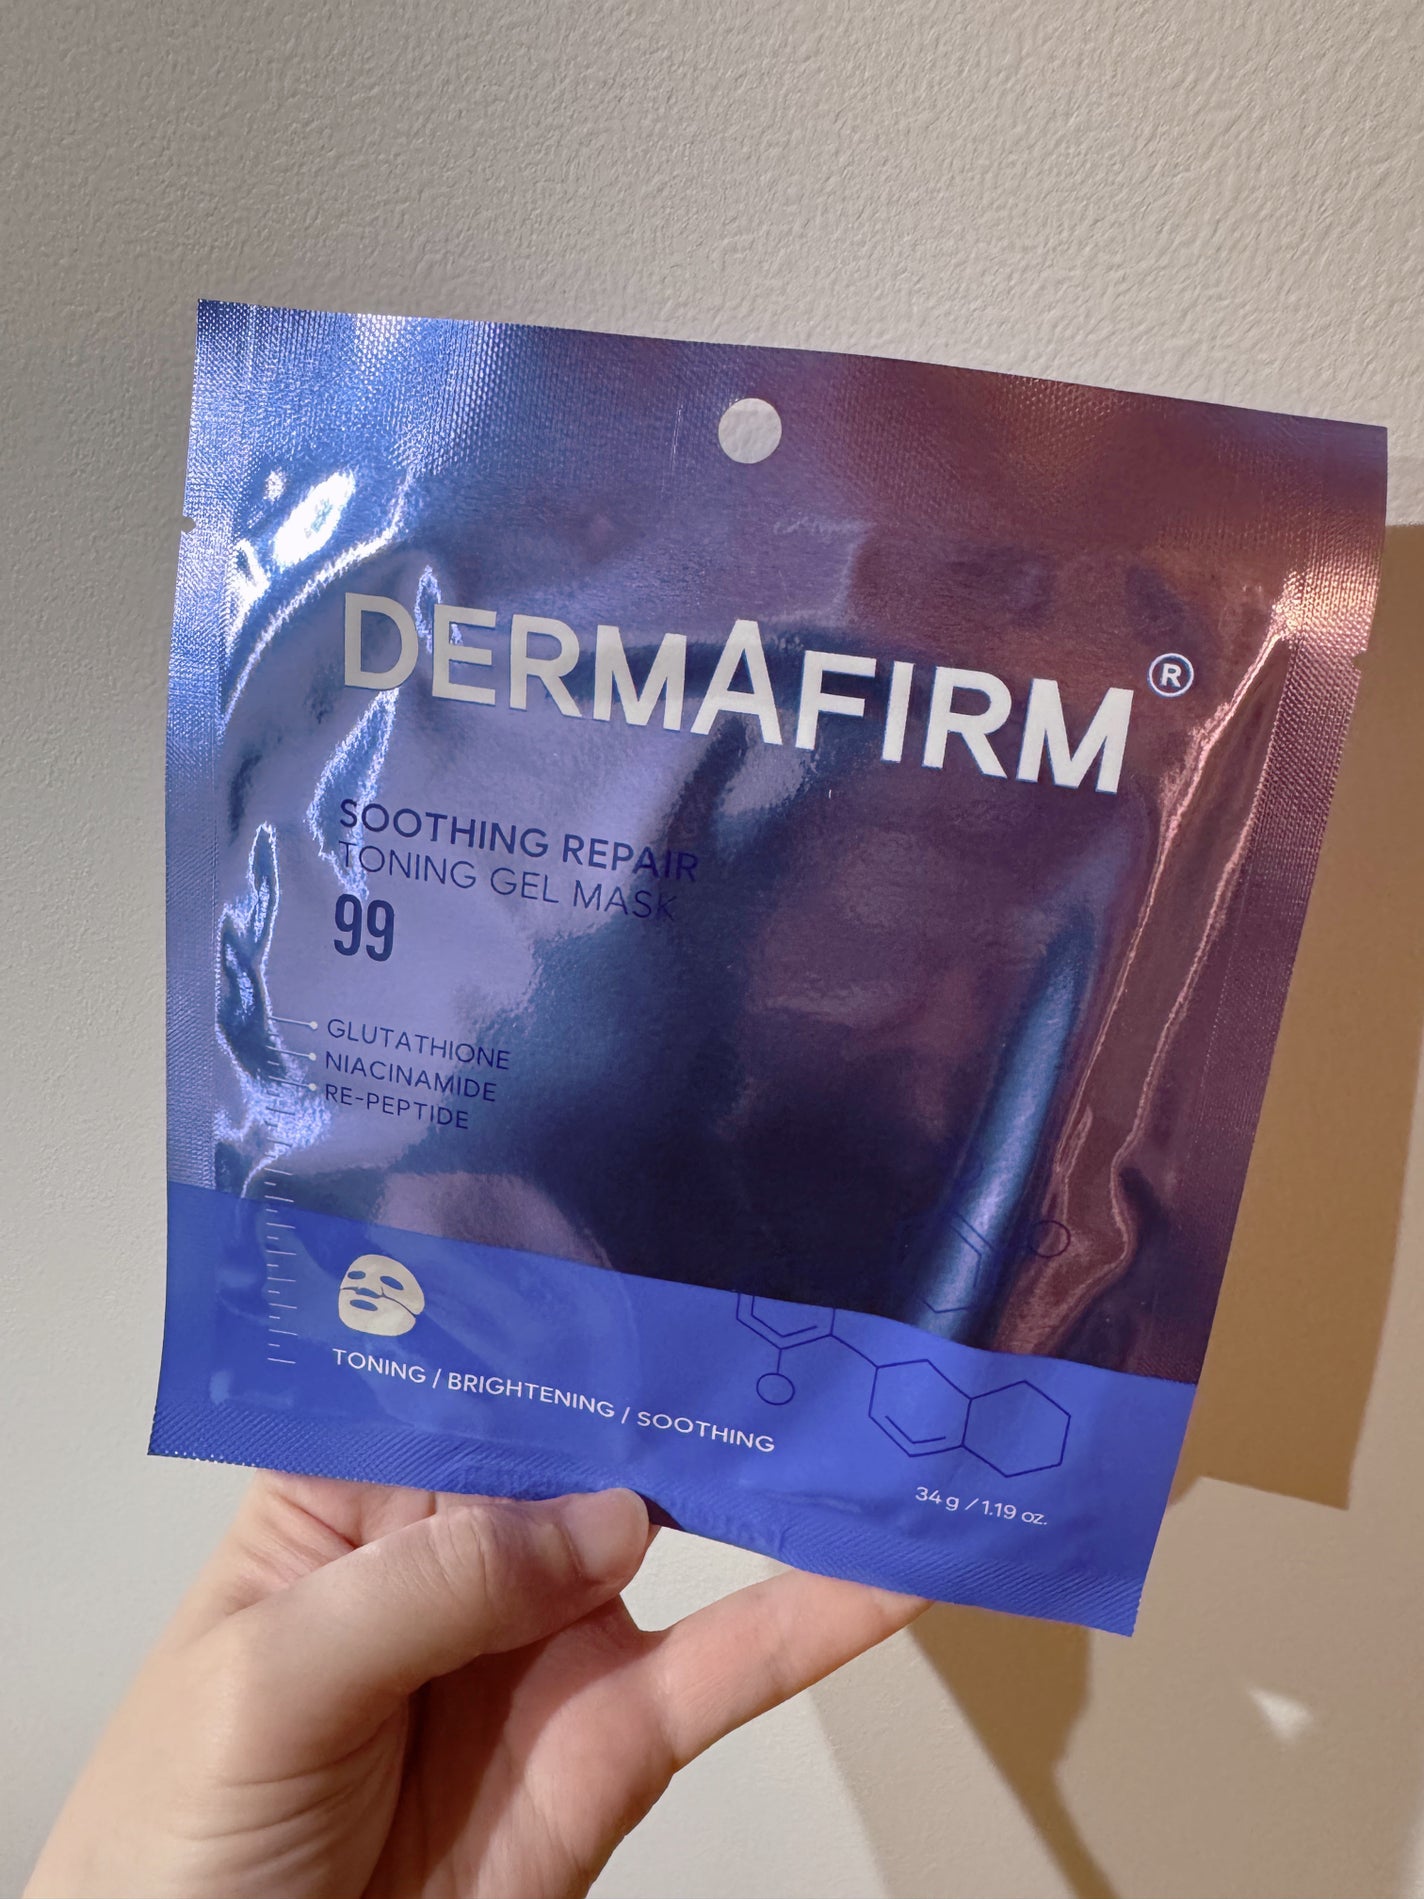 DERMAFIRM®
SOOTHING REPAIR
TONING GEL MASK
99
GLUTATHIONE
NIACINAMIDE
RE-PEPTIDE
TONING / BRIGHTENING / SOOTHING
34 g / 1.19 oz.